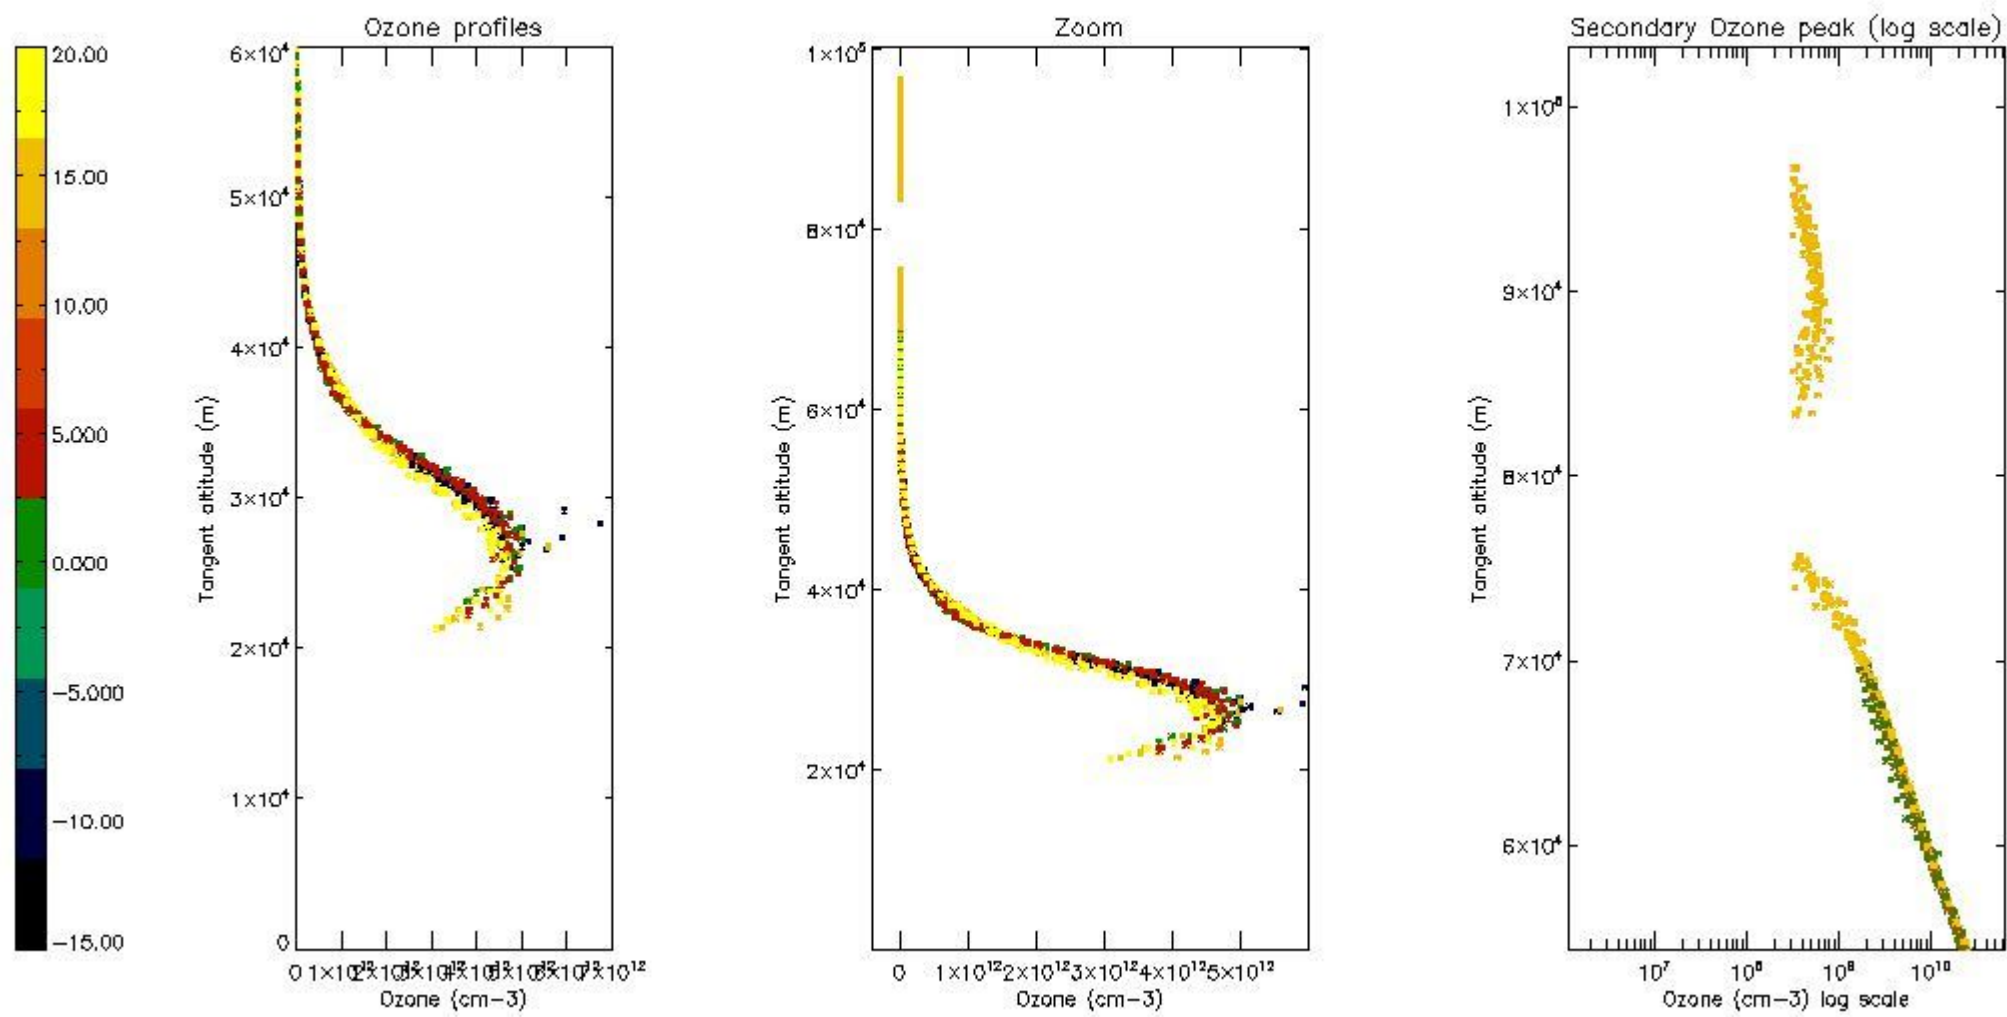 Ozone profiles
Zoom
Secondary Ozone peak (log scale)
20.00
15.00
10.00
5.000
0.000
−5.000
−10.00
−15.00
Tangent altitude (m)
6×10⁴
5×10⁴
4×10⁴
3×10⁴
2×10⁴
1×10⁴
0
7×10¹²
Ozone (cm−3)
Tangent altitude (m)
1×10⁵
8×10⁴
6×10⁴
4×10⁴
2×10⁴
0 1×10¹² 2×10¹² 3×10¹² 4×10¹² 5×10¹²
Ozone (cm−3)
Tangent altitude (m)
1×10⁵
9×10⁴
8×10⁴
7×10⁴
6×10⁴
10⁷ 10⁸ 10⁹ 10¹⁰
Ozone (cm−3) log scale